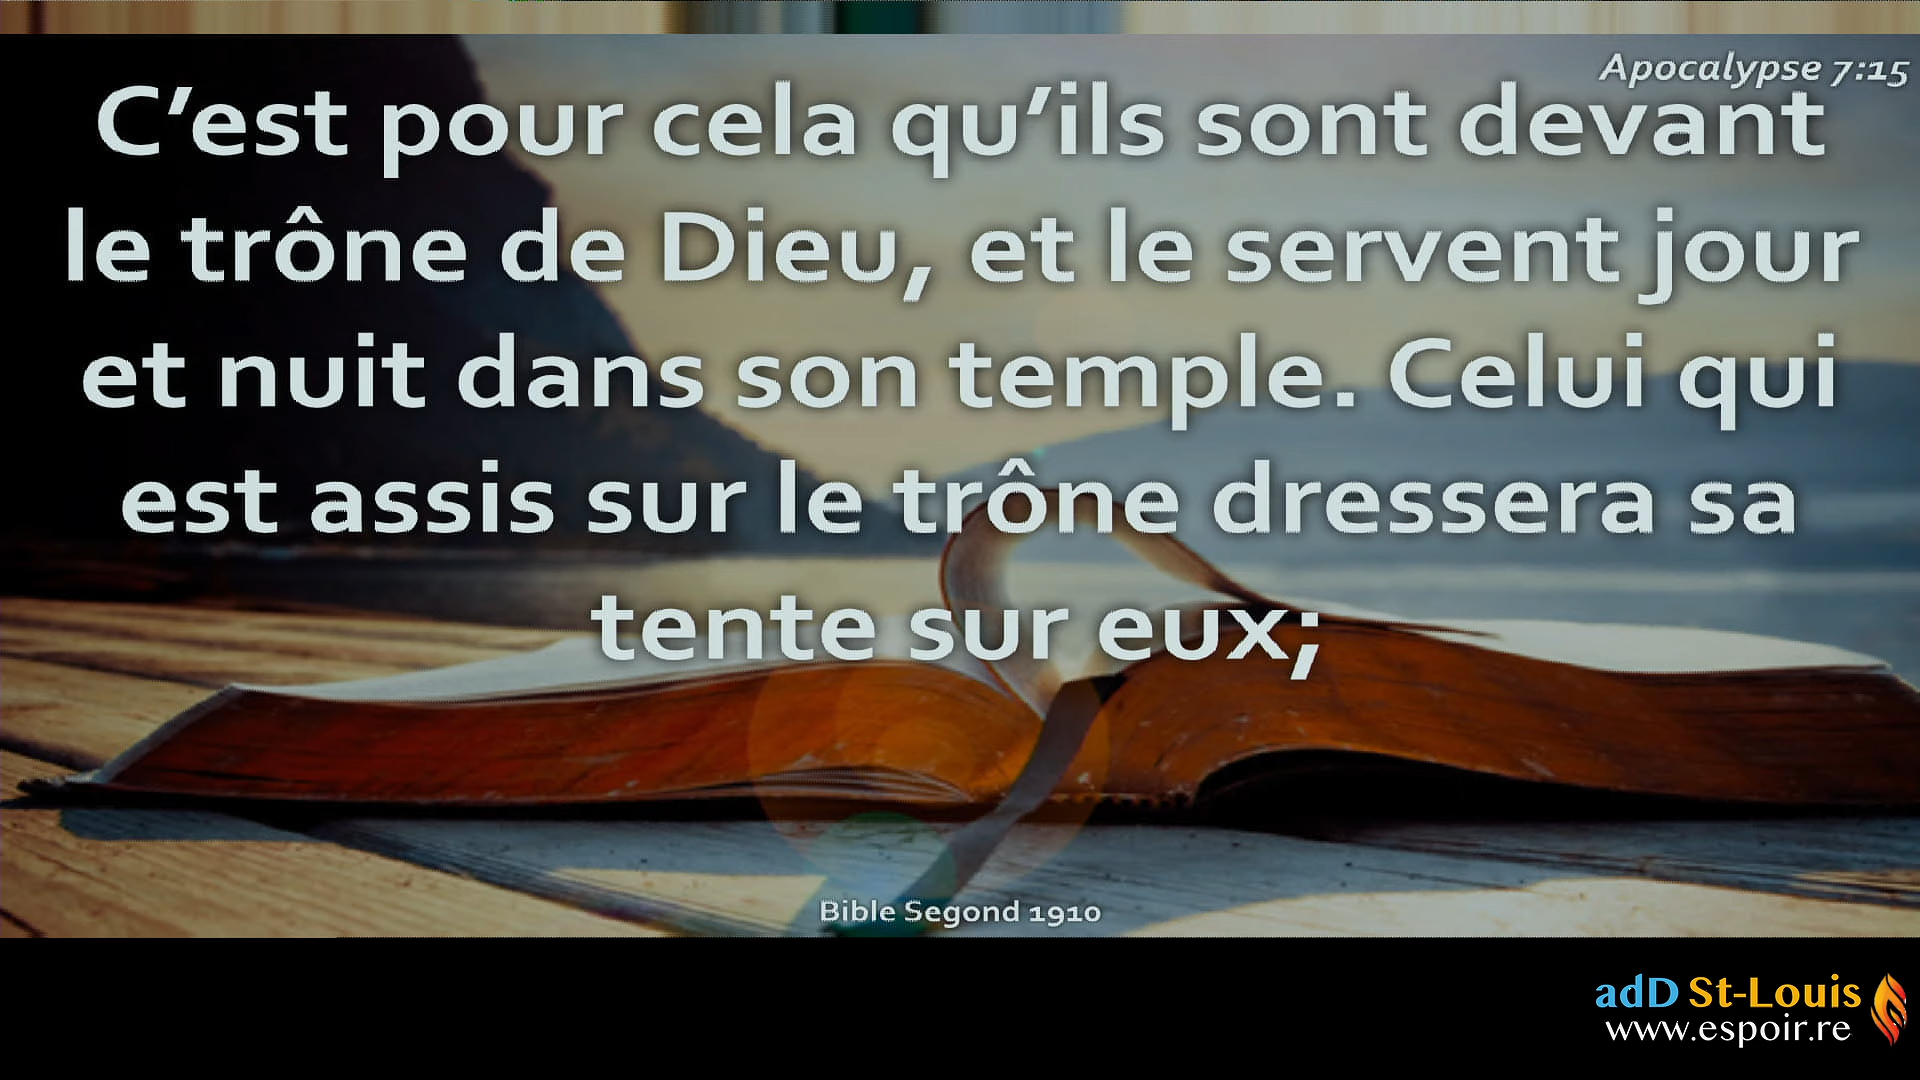 Apocalypse 7:15
C’est pour cela qu’ils sont devant
le trône de Dieu, et le servent jour
et nuit dans son temple. Celui qui
est assis sur le trône dressera sa
tente sur eux;
Bible Segond 1910
adD St-Louis
www.espoir.re